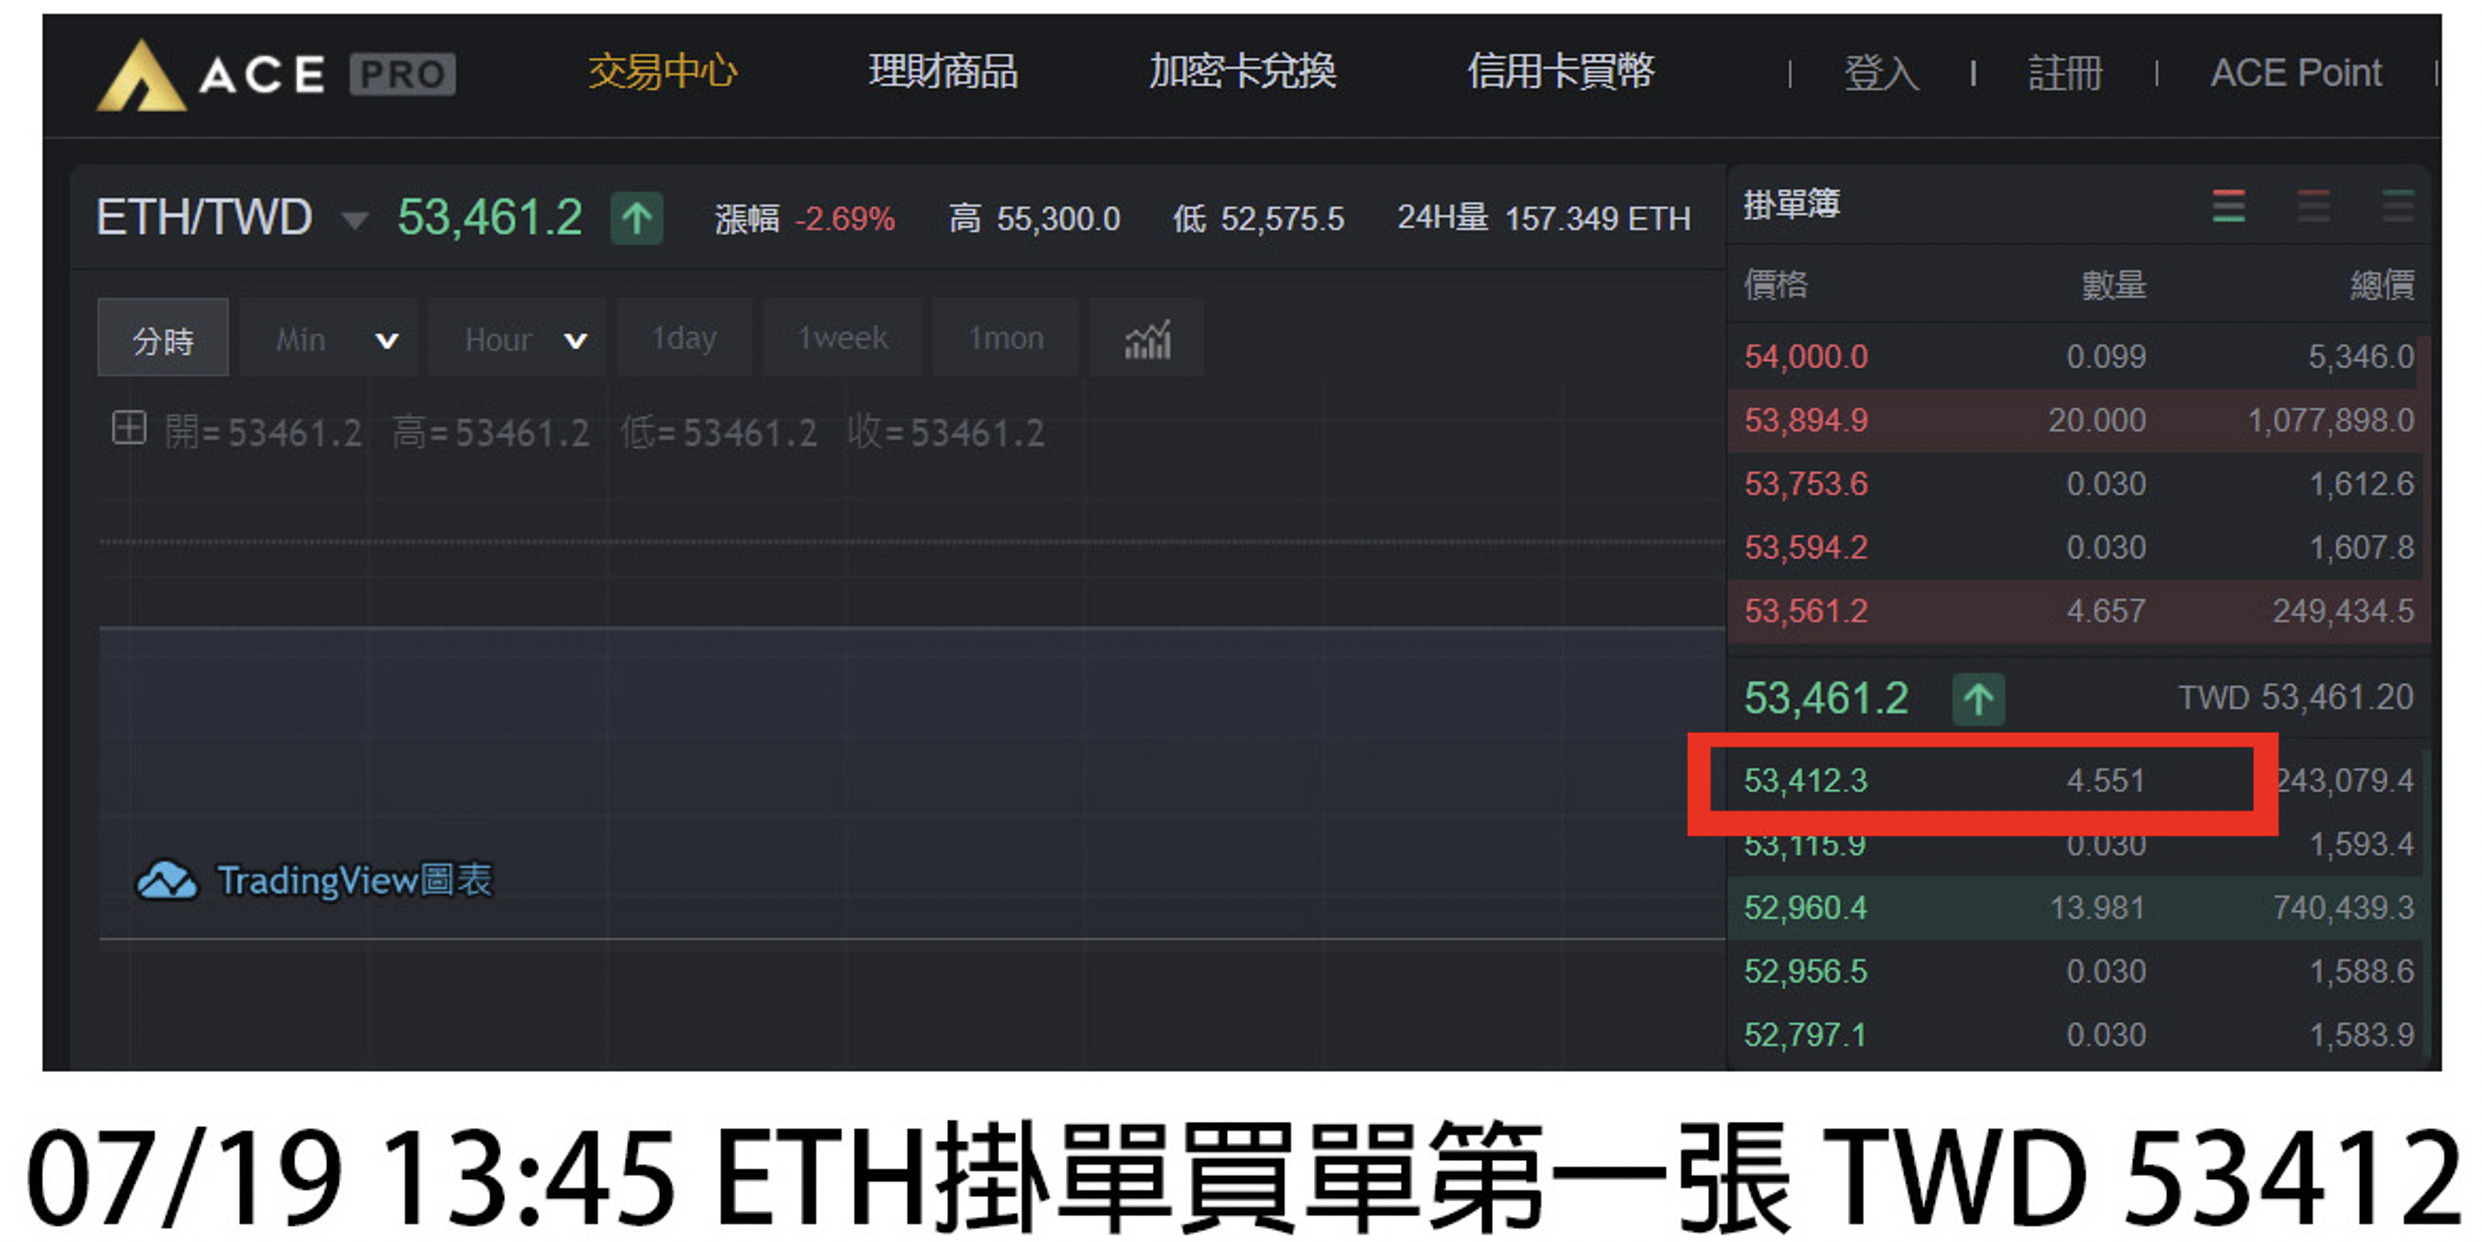 ACE PRO 交易中心 理財商品 加密卡兌換 信用卡買幣 | 登入 | 註冊 | ACE Point |
ETH/TWD 53,461.2 漲幅 -2.69% 高 55,300.0 低 52,575.5 24H量 157.349 ETH
分時 Min Hour 1day 1week 1mon
開=53461.2 高=53461.2 低=53461.2 收=53461.2
TradingView圖表
掛單簿
價格 數量 總價
54,000.0 0.099 5,346.0
53,894.9 20.000 1,077,898.0
53,753.6 0.030 1,612.6
53,594.2 0.030 1,607.8
53,561.2 4.657 249,434.5
53,461.2 TWD 53,461.20
53,412.3 4.551 243,079.4
53,115.9 0.030 1,593.4
52,960.4 13.981 740,439.3
52,956.5 0.030 1,588.6
52,797.1 0.030 1,583.9
07/19 13:45 ETH掛單買單第一張 TWD 53412